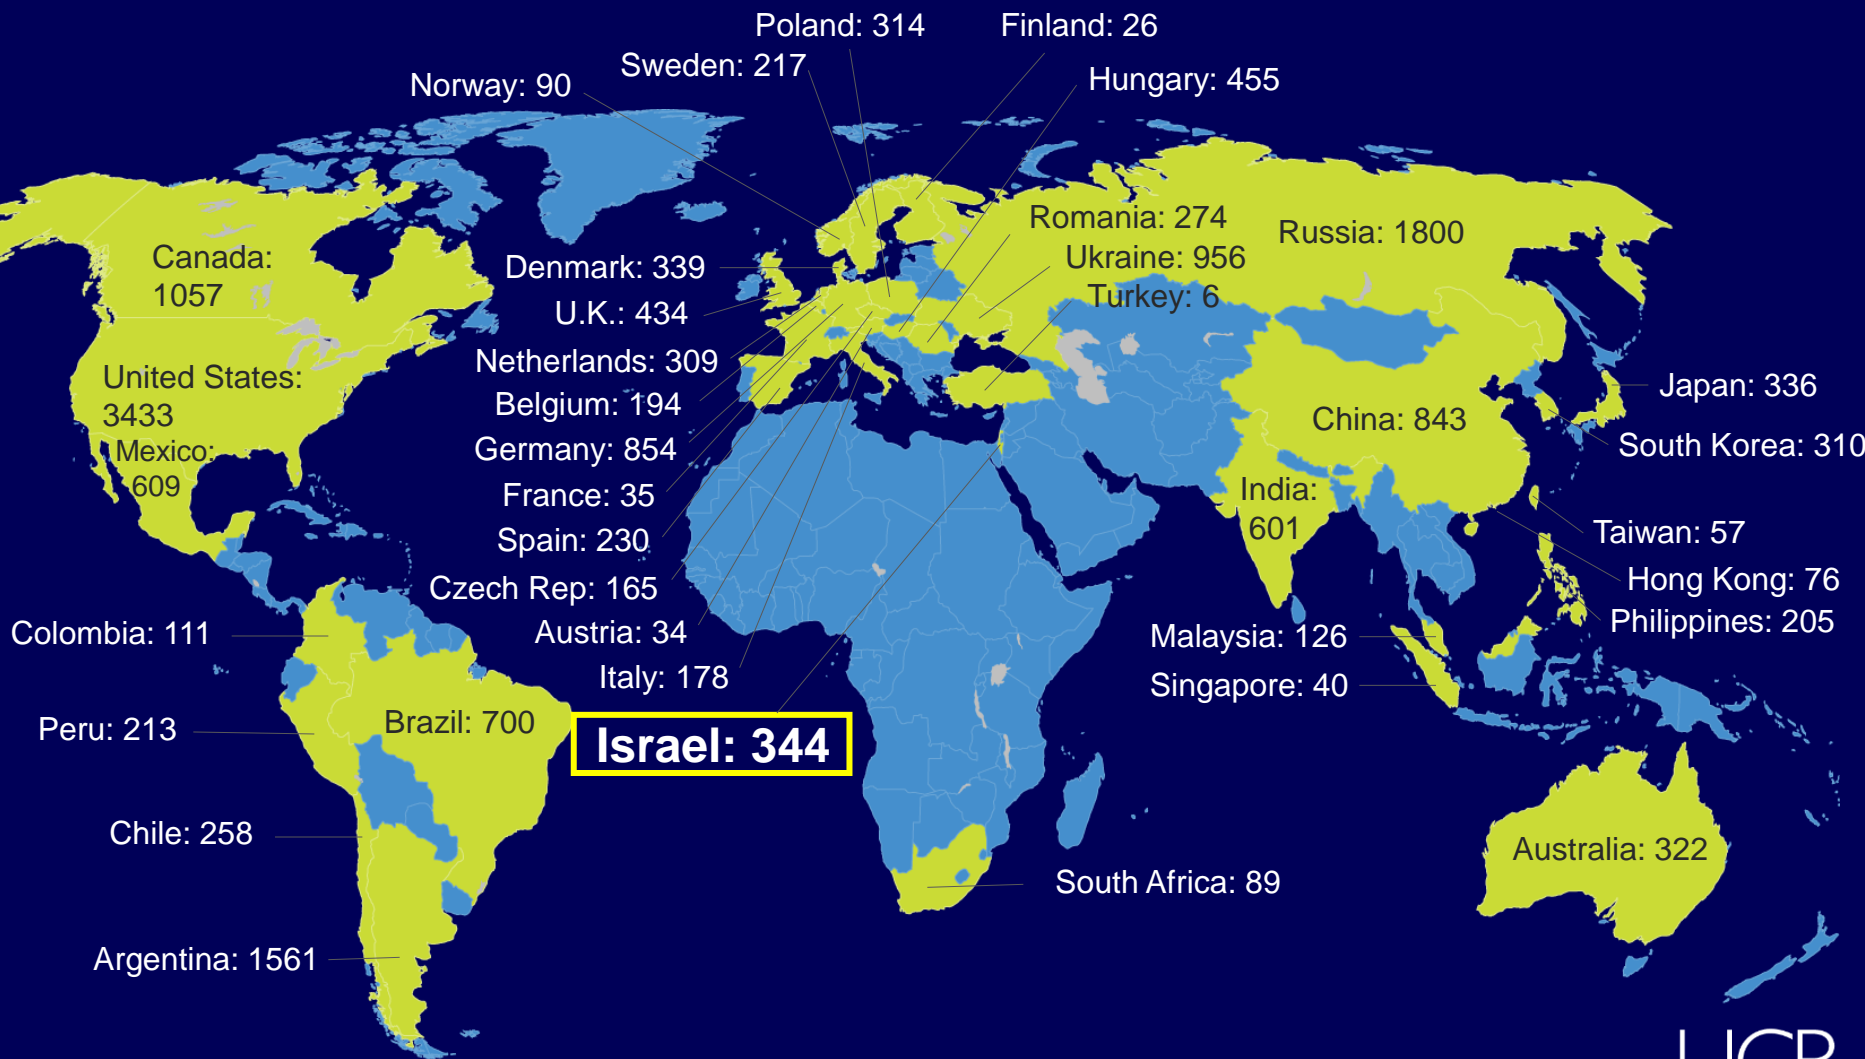 Poland: 314
Finland: 26
Sweden: 217
Hungary: 455
Norway: 90
Romania: 274
Russia: 1800
Canada:
1057
Denmark: 339
Ukraine: 956
Turkey: 6
U.K.: 434
Netherlands: 309
United States:
3433
Japan: 336
Belgium: 194
China: 843
Mexico:
609
Germany: 854
South Korea: 310
France: 35
India:
601
Spain: 230
Taiwan: 57
Czech Rep: 165
Hong Kong: 76
Colombia: 111
Austria: 34
Malaysia: 126
Philippines: 205
Italy: 178
Singapore: 40
Peru: 213
Brazil: 700
Israel: 344
Chile: 258
Australia: 322
South Africa: 89
Argentina: 1561